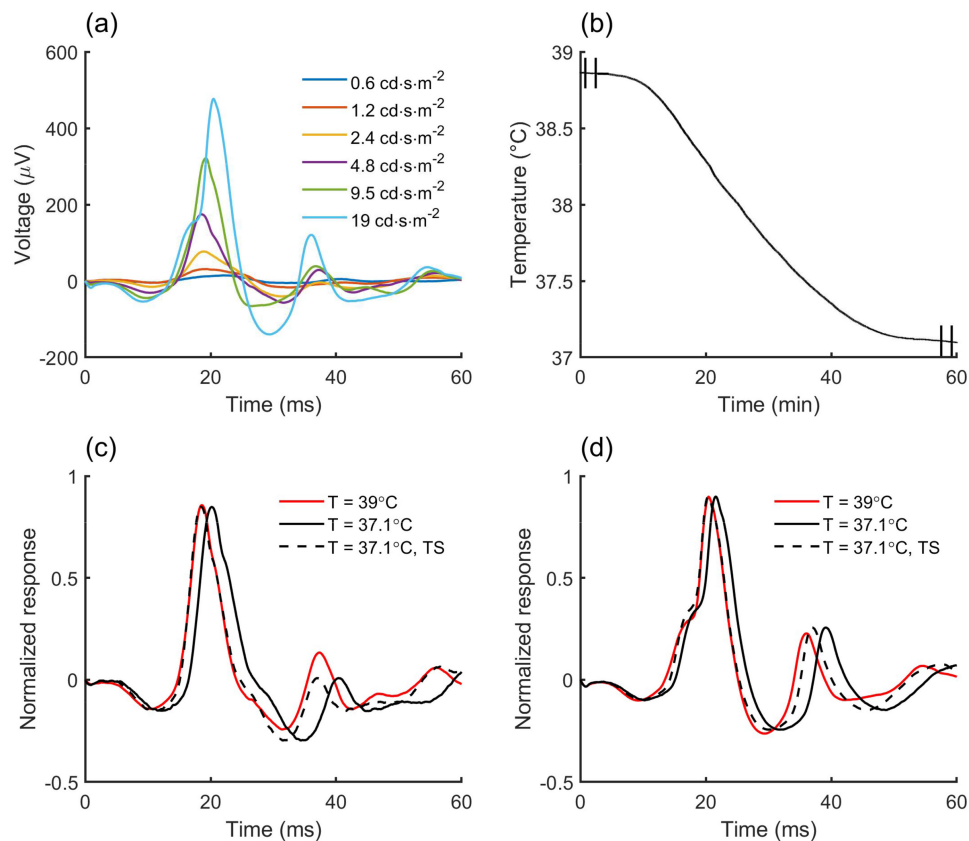 (a)
600
400
200
0
-200
Voltage (μV)
0.6 cd·s·m-2
1.2 cd·s·m-2
2.4 cd·s·m-2
4.8 cd·s·m-2
9.5 cd·s·m-2
19 cd·s·m-2
0 20 40 60
Time (ms)
(b)
39
38.5
38
37.5
37
Temperature (°C)
0 20 40 60
Time (min)
(c)
1
0.5
0
-0.5
Normalized response
T = 39°C
T = 37.1°C
T = 37.1°C, TS
0 20 40 60
Time (ms)
(d)
1
0.5
0
-0.5
Normalized response
T = 39°C
T = 37.1°C
T = 37.1°C, TS
0 20 40 60
Time (ms)